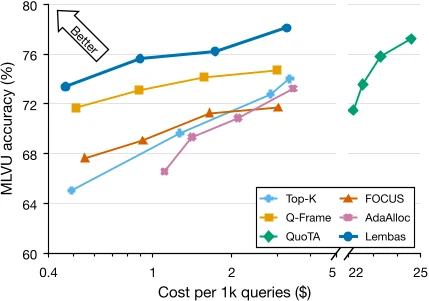 80
76
72
68
64
60
MLVU accuracy (%)
Better
0.4
1
2
5
22
25
Cost per 1k queries ($)
Top-K
FOCUS
Q-Frame
AdaAlloc
QuoTA
Lembas